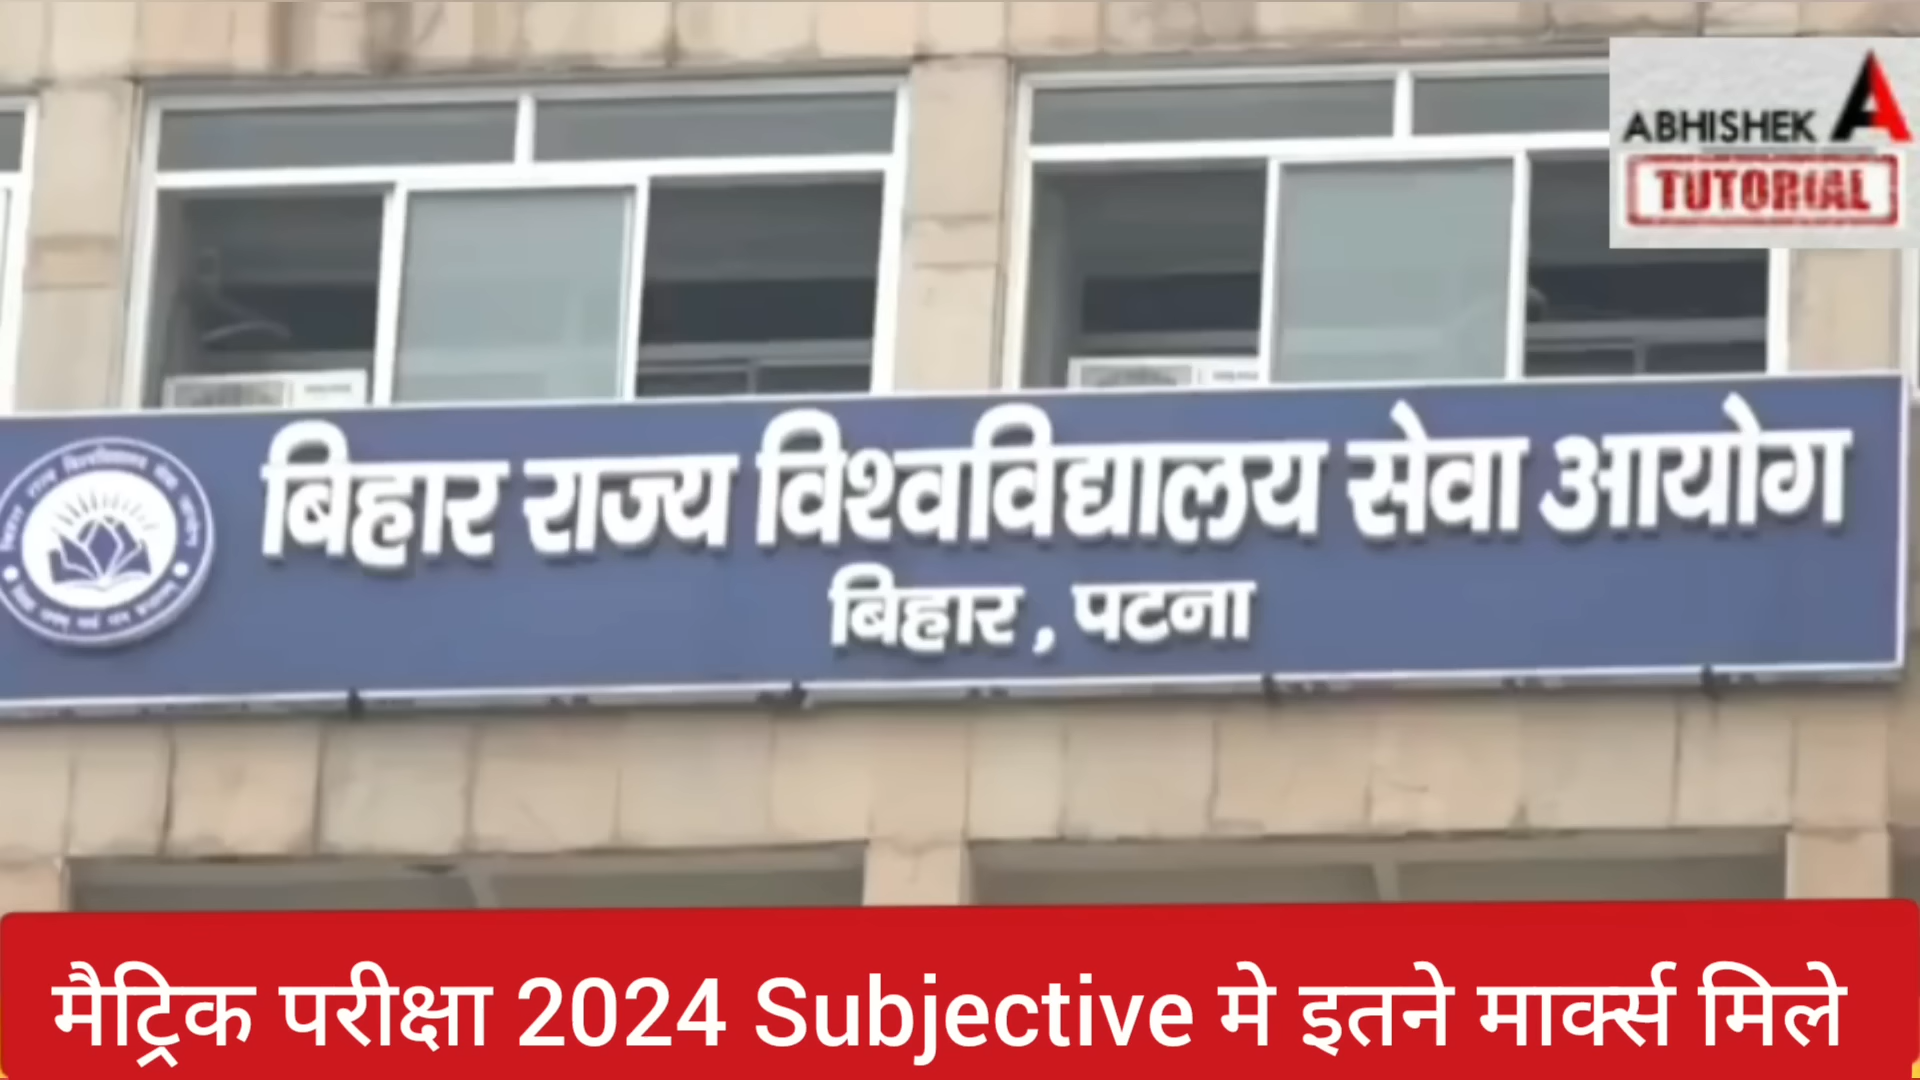 ABHISHEK A
TUTORIAL
बिहार राज्य विश्वविद्यालय सेवा आयोग
बिहार , पटना
मैट्रिक परीक्षा 2024 Subjective मे इतने मार्क्स मिले